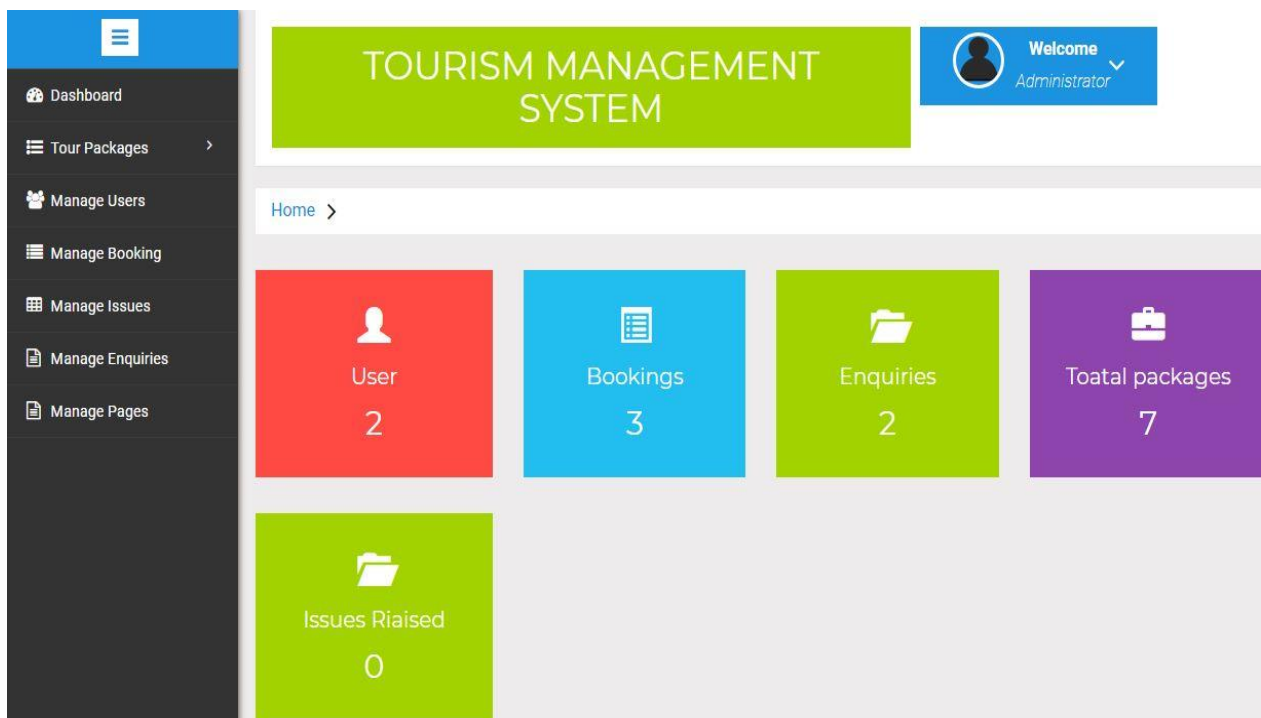 TOURISM MANAGEMENT
SYSTEM
Welcome
Administrator
Dashboard
Tour Packages
Manage Users
Manage Booking
Manage Issues
Manage Enquiries
Manage Pages
Home
User
2
Bookings
3
Enquiries
2
Toatal packages
7
Issues Riaised
0